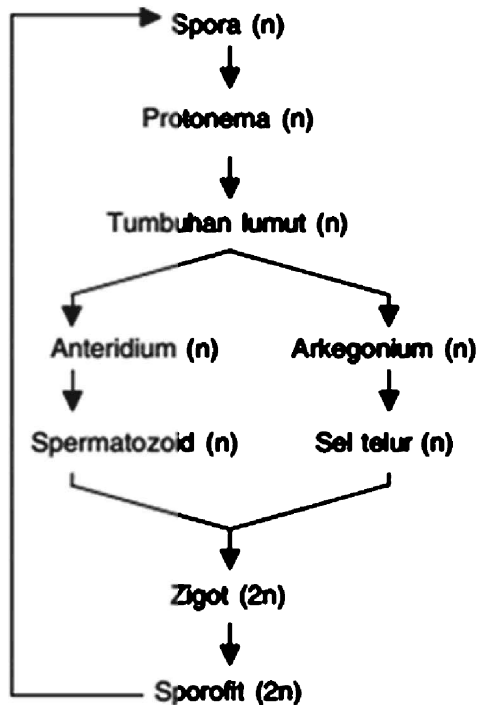 Spora (n)
Protonema (n)
Tumbuhan lumut (n)
Anteridium (n) Arkegonium (n)
Spermatozoid (n) Sel telur (n)
Zigot (2n)
Sporofit (2n)